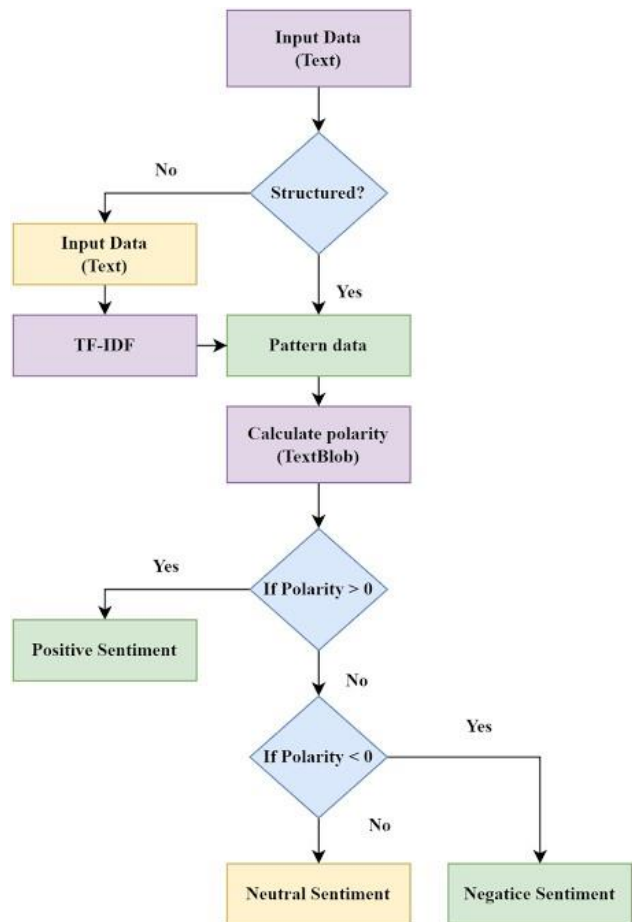 Input Data
(Text)
No
Structured?
Input Data
(Text)
Yes
TF-IDF
Pattern data
Calculate polarity
(TextBlob)
Yes
If Polarity > 0
Positive Sentiment
No
Yes
If Polarity < 0
No
Neutral Sentiment
Negatice Sentiment